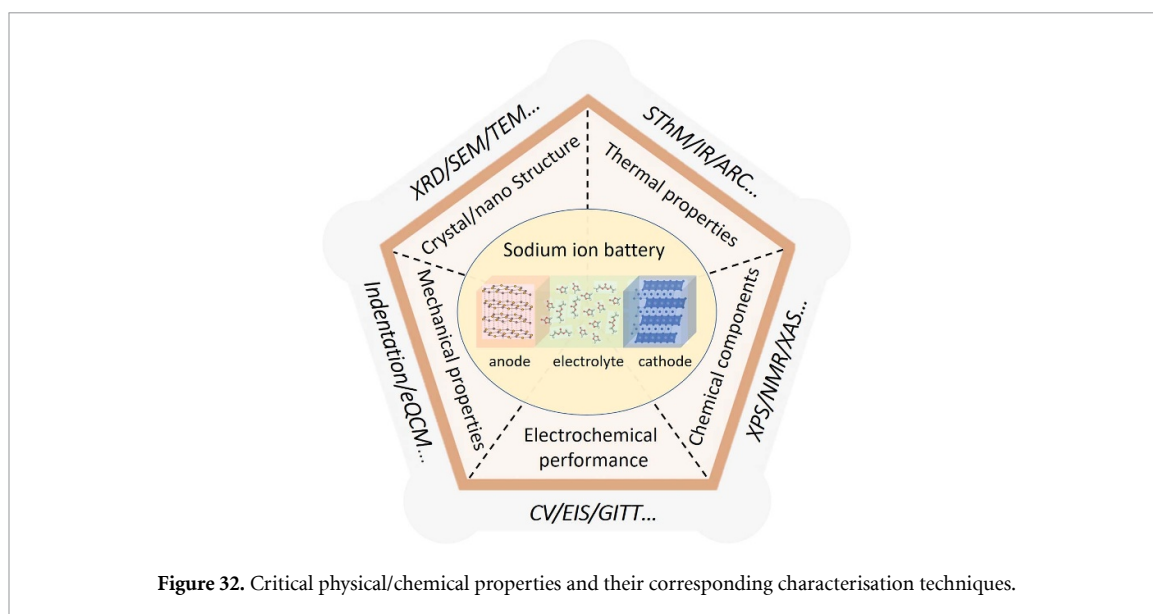 XRD/SEM/TEM...
SThM/IR/ARC...
Crystal/nano Structure
Thermal properties
Sodium ion battery
anode
electrolyte
cathode
Mechanical properties
Chemical components
Indentation/eQCM...
XPS/NMR/XAS...
Electrochemical
performance
CV/EIS/GITT...
Figure 32. Critical physical/chemical properties and their corresponding characterisation techniques.